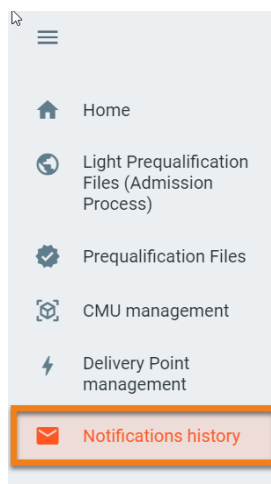 Home
Light Prequalification
Files (Admission
Process)
Prequalification Files
CMU management
Delivery Point
management
Notifications history